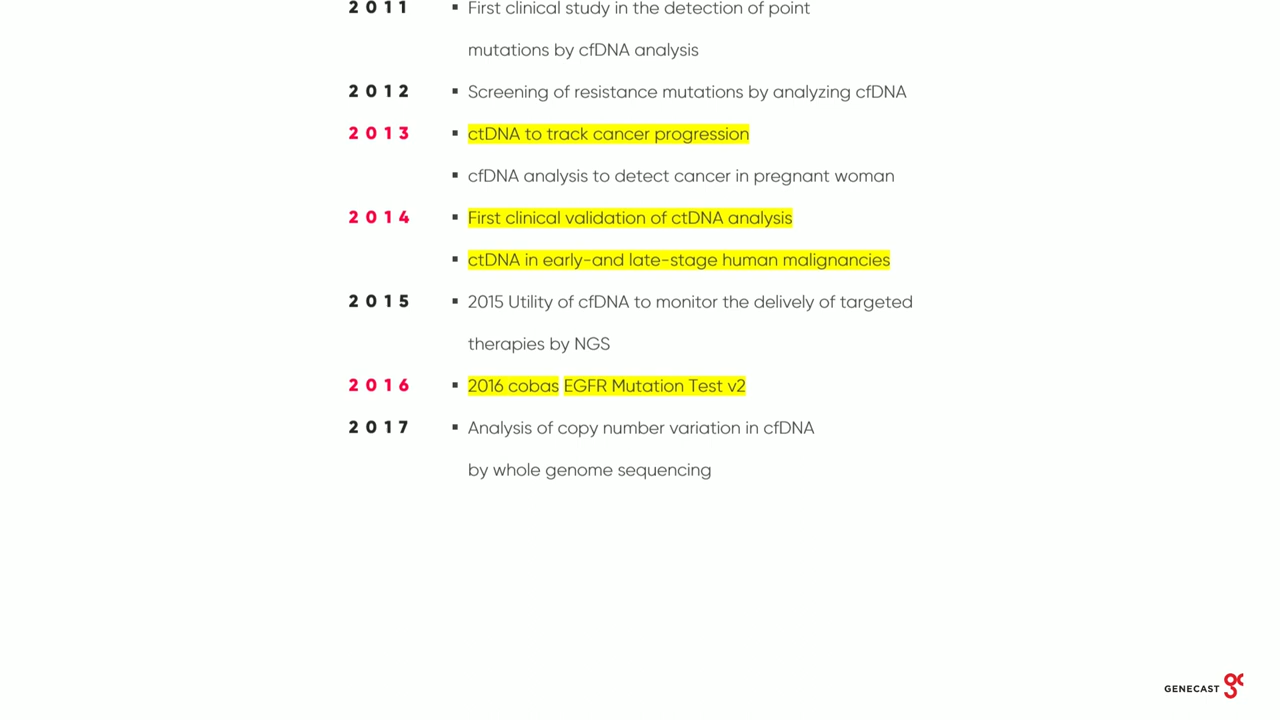 2011 ▪ First clinical study in the detection of point
mutations by cfDNA analysis
2012 ▪ Screening of resistance mutations by analyzing cfDNA
2013 ▪ ctDNA to track cancer progression
▪ cfDNA analysis to detect cancer in pregnant woman
2014 ▪ First clinical validation of ctDNA analysis
▪ ctDNA in early-and late-stage human malignancies
2015 ▪ 2015 Utility of cfDNA to monitor the delively of targeted
therapies by NGS
2016 ▪ 2016 cobas EGFR Mutation Test v2
2017 ▪ Analysis of copy number variation in cfDNA
by whole genome sequencing
GENECAST gc